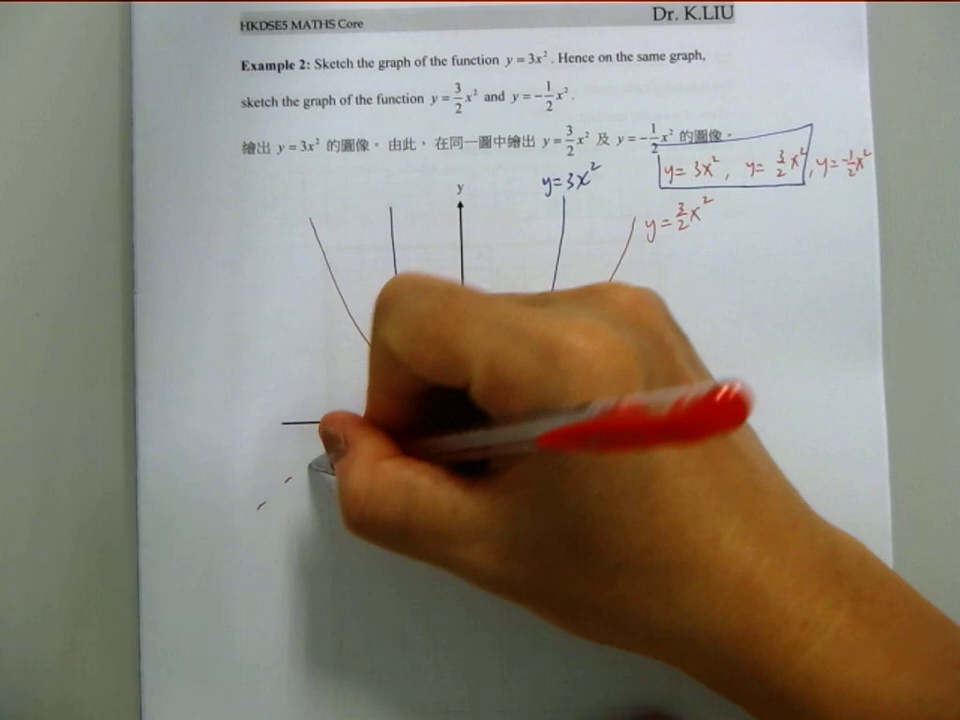 HKDSE5 MATHS Core
Dr. K.LIU
Example 2: Sketch the graph of the function y = 3x². Hence on the same graph,
sketch the graph of the function y = 3/2 x² and y = -1/2 x².
繪出 y = 3x² 的圖像。由此，在同一圖中繪出 y = 3/2 x² 及 y = -1/2 x² 的圖像。
y = 3x², y = 3/2 x², y = -1/2 x²
y = 3x²
y
y = 3/2 x²